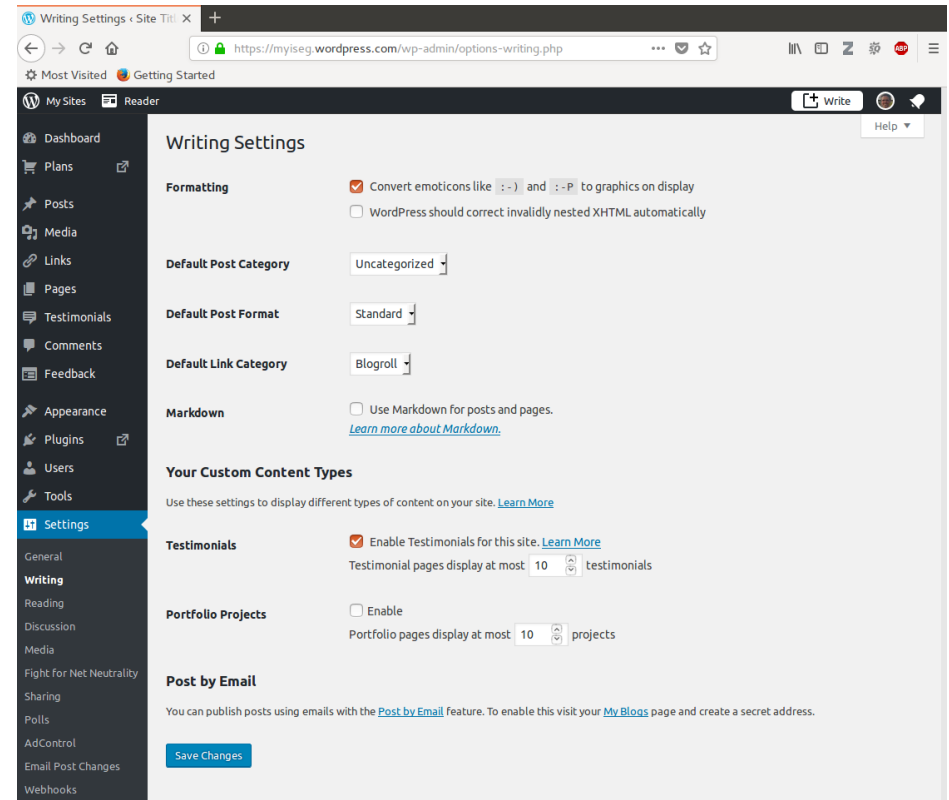 Writing Settings ‹ Site Titl
https://myiseg.wordpress.com/wp-admin/options-writing.php
ABP
Most Visited Getting Started
My Sites Reader Write
Help
Dashboard
Plans
Posts
Media
Links
Pages
Testimonials
Comments
Feedback
Appearance
Plugins
Users
Tools
Settings
General
Writing
Reading
Discussion
Media
Fight for Net Neutrality
Sharing
Polls
AdControl
Email Post Changes
Webhooks
Writing Settings
Formatting
Convert emoticons like :-) and :-P to graphics on display
WordPress should correct invalidly nested XHTML automatically
Default Post Category Uncategorized
Default Post Format Standard
Default Link Category Blogroll
Markdown
Use Markdown for posts and pages.
Learn more about Markdown.
Your Custom Content Types
Use these settings to display different types of content on your site. Learn More
Testimonials
Enable Testimonials for this site. Learn More
Testimonial pages display at most 10 testimonials
Portfolio Projects
Enable
Portfolio pages display at most 10 projects
Post by Email
You can publish posts using emails with the Post by Email feature. To enable this visit your My Blogs page and create a secret address.
Save Changes